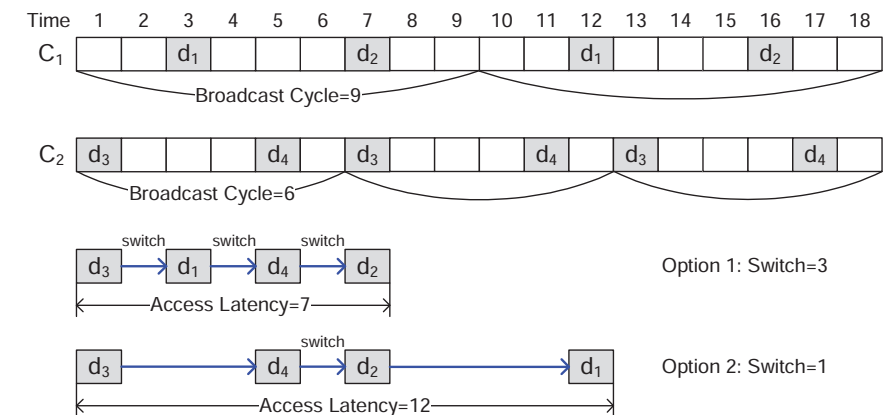 Time 1 2 3 4 5 6 7 8 9 10 11 12 13 14 15 16 17 18
C₁ d₁ d₂ d₁ d₂
Broadcast Cycle=9
C₂ d₃ d₄ d₃ d₄ d₃ d₄
Broadcast Cycle=6
switch switch switch
d₃ d₁ d₄ d₂ Option 1: Switch=3
Access Latency=7
switch
d₃ d₄ d₂ d₁ Option 2: Switch=1
Access Latency=12